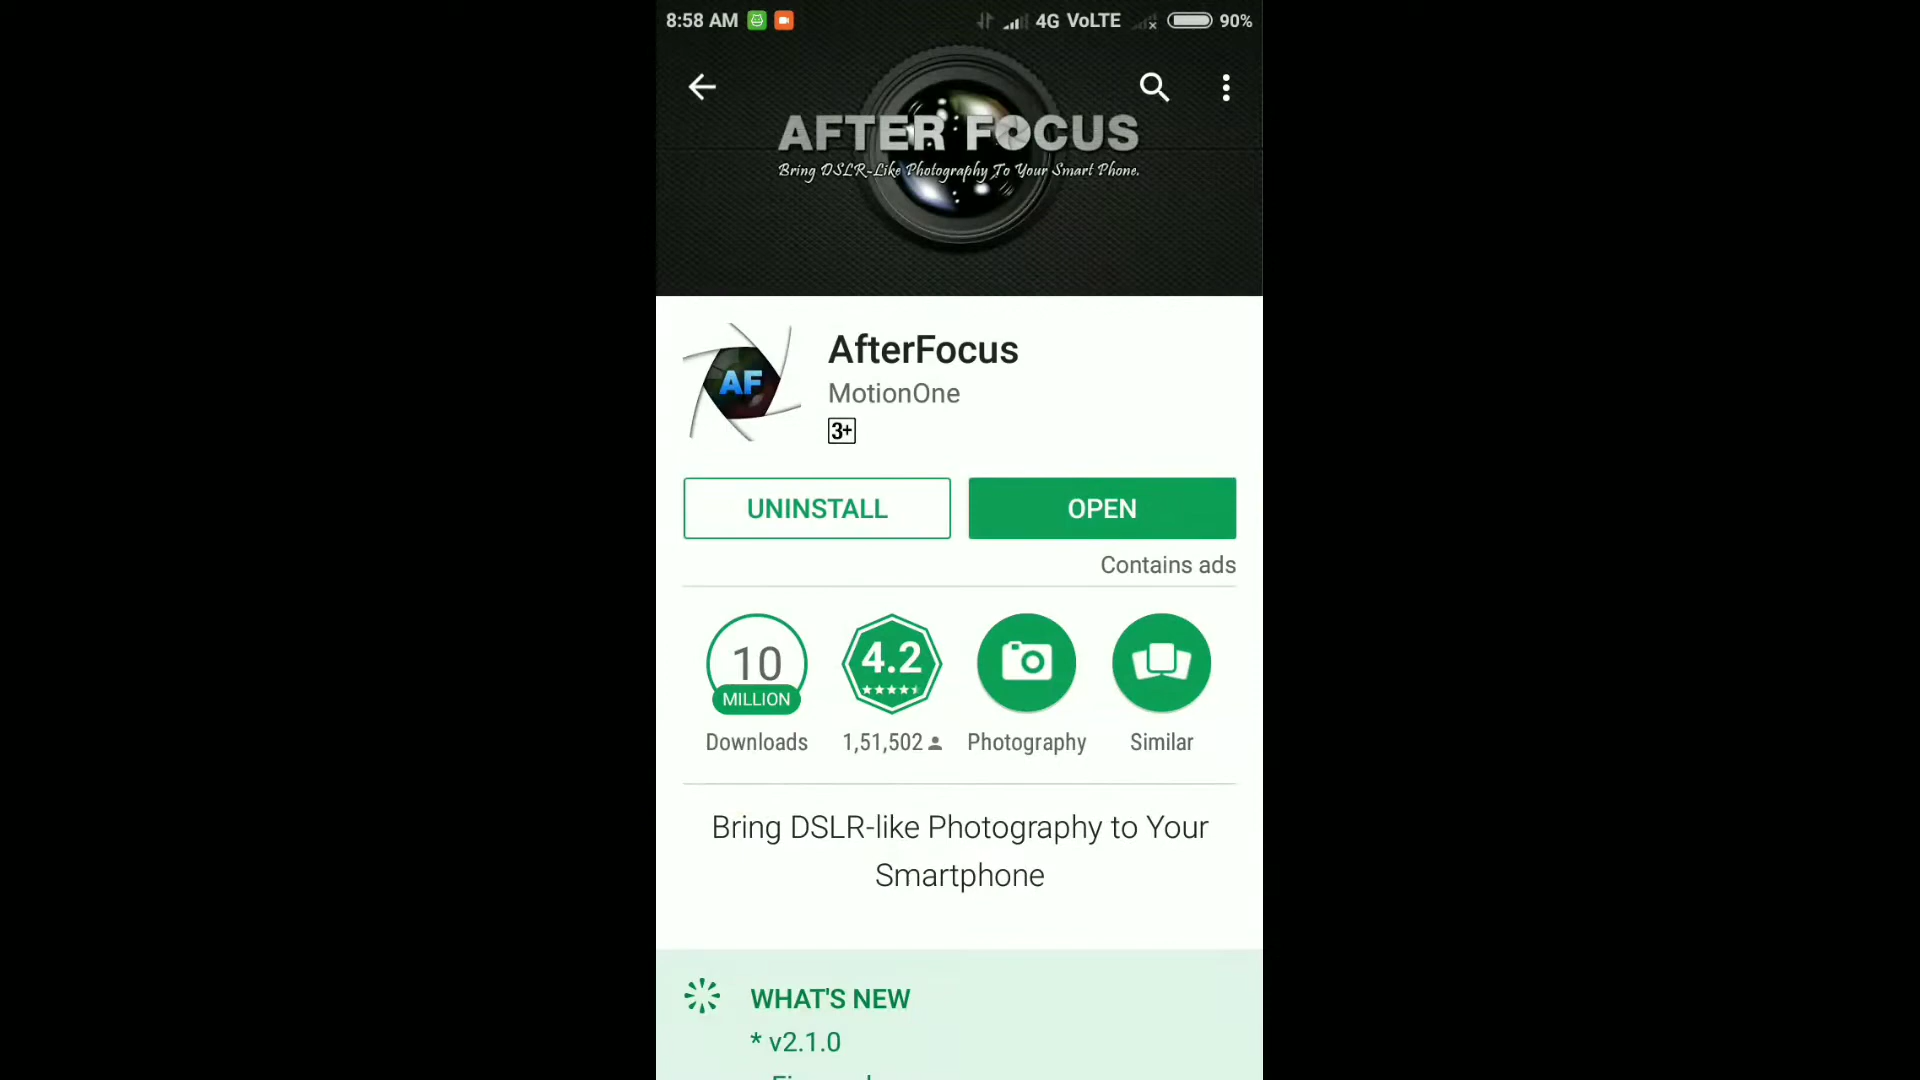 8:58 AM 4G VoLTE 90%
AFTER FOCUS
Bring DSLR-Like Photography To Your Smart Phone.
AF
AfterFocus
MotionOne
3+
UNINSTALL OPEN
Contains ads
10 4.2
MILLION
Downloads 1,51,502 Photography Similar
Bring DSLR-like Photography to Your
Smartphone
WHAT'S NEW
* v2.1.0